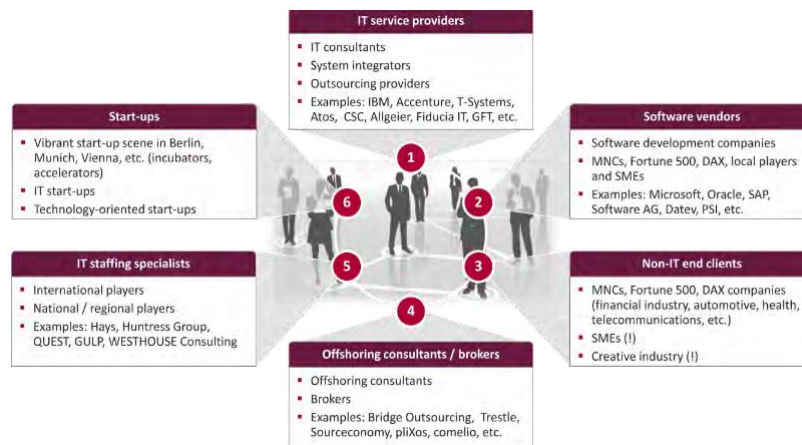 IT service providers
IT consultants
System integrators
Outsourcing providers
Examples: IBM, Accenture, T-Systems,
Atos, CSC, Allgeier, Fiducia IT, GFT, etc.
1
Software vendors
Software development companies
MNCs, Fortune 500, DAX, local players
and SMEs
Examples: Microsoft, Oracle, SAP,
Software AG, Datev, PSI, etc.
2
Non-IT end clients
MNCs, Fortune 500, DAX companies
(financial industry, automotive, health,
telecommunications, etc.)
SMEs (!)
Creative industry (!)
3
4
Offshoring consultants / brokers
Offshoring consultants
Brokers
Examples: Bridge Outsourcing, Trestle,
Sourceconomy, pliXos, comelio, etc.
IT staffing specialists
International players
National / regional players
Examples: Hays, Huntress Group,
QUEST, GULP, WESTHOUSE Consulting
5
Start-ups
Vibrant start-up scene in Berlin,
Munich, Vienna, etc. (incubators,
accelerators)
IT start-ups
Technology-oriented start-ups
6